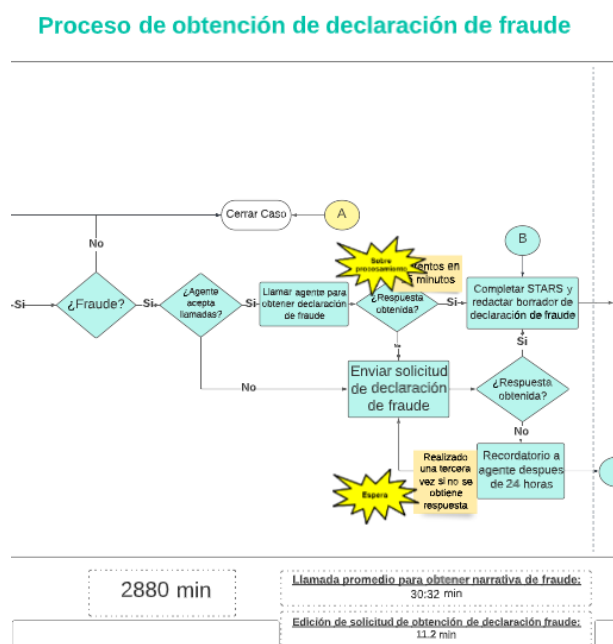 Proceso de obtención de declaración de fraude
Cerrar Caso
A
B
No
Si
¿Fraude?
Si
¿Agente
acepta
llamadas?
Si
Llamar agente para
obtener declaración
de fraude
Sobre
procesamiento
entos en
minutos
¿Respuesta
obtenida?
Si
Completar STARS y
redactar borrador de
declaración de fraude
No
Si
No
Enviar solicitud
de declaración
de fraude
¿Respuesta
obtenida?
No
Espera
Realizado
una tercera
vez si no se
obtiene
respuesta
Recordatorio a
agente despues
de 24 horas
2880 min
Llamada promedio para obtener narrativa de fraude:
30:32 min
Edición de solicitud de obtención de declaración fraude:
11.2 min